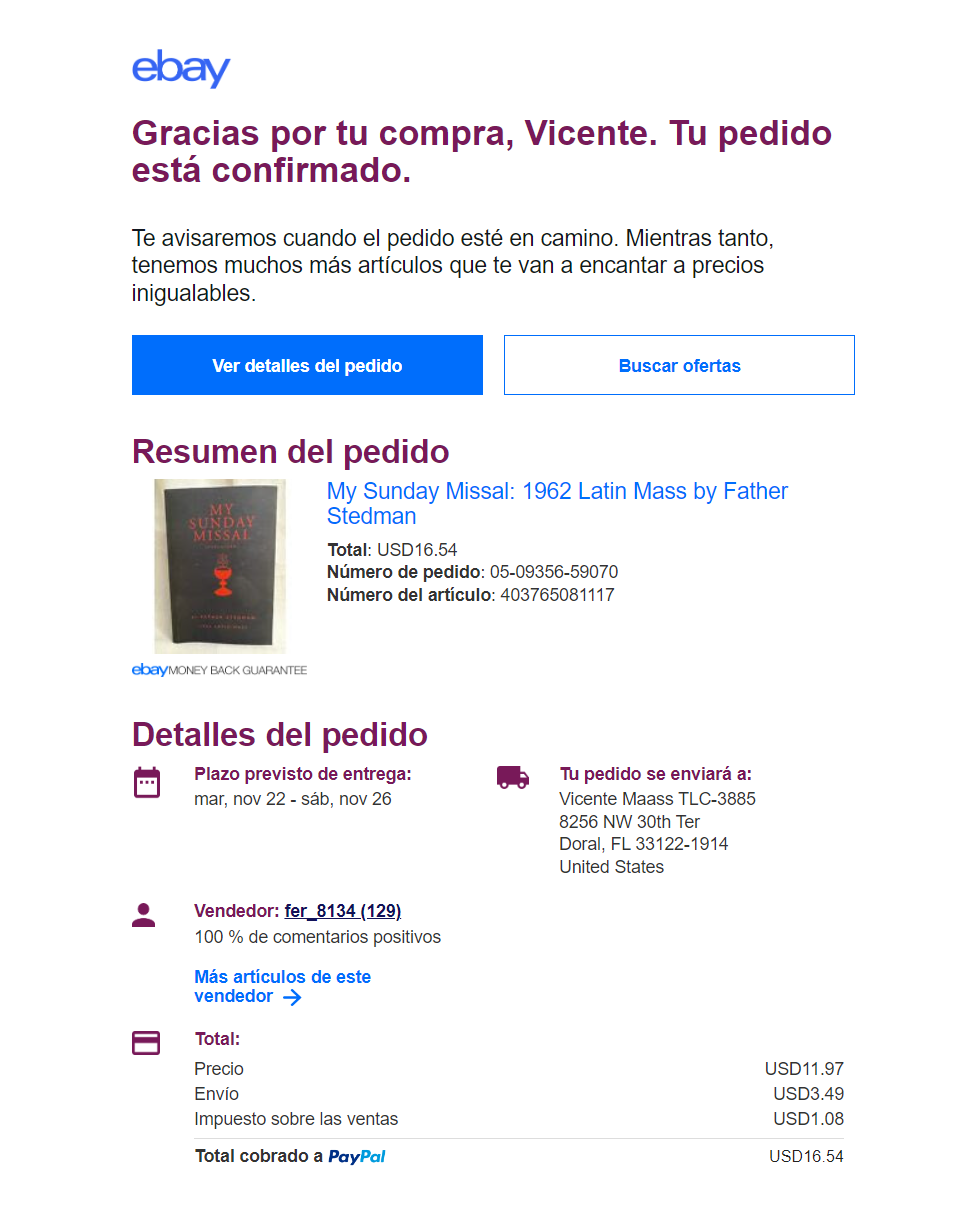 ebay
Gracias por tu compra, Vicente. Tu pedido
está confirmado.
Te avisaremos cuando el pedido esté en camino. Mientras tanto,
tenemos muchos más artículos que te van a encantar a precios
inigualables.
Ver detalles del pedido
Buscar ofertas
Resumen del pedido
MY
SUNDAY
MISSAL
My Sunday Missal: 1962 Latin Mass by Father
Stedman
Total: USD16.54
Número de pedido: 05-09356-59070
Número del artículo: 403765081117
ebay MONEY BACK GUARANTEE
Detalles del pedido
Plazo previsto de entrega:
mar, nov 22 - sáb, nov 26
Tu pedido se enviará a:
Vicente Maass TLC-3885
8256 NW 30th Ter
Doral, FL 33122-1914
United States
Vendedor: fer_8134 (129)
100 % de comentarios positivos
Más artículos de este
vendedor
Total:
Precio USD11.97
Envío USD3.49
Impuesto sobre las ventas USD1.08
Total cobrado a PayPal USD16.54